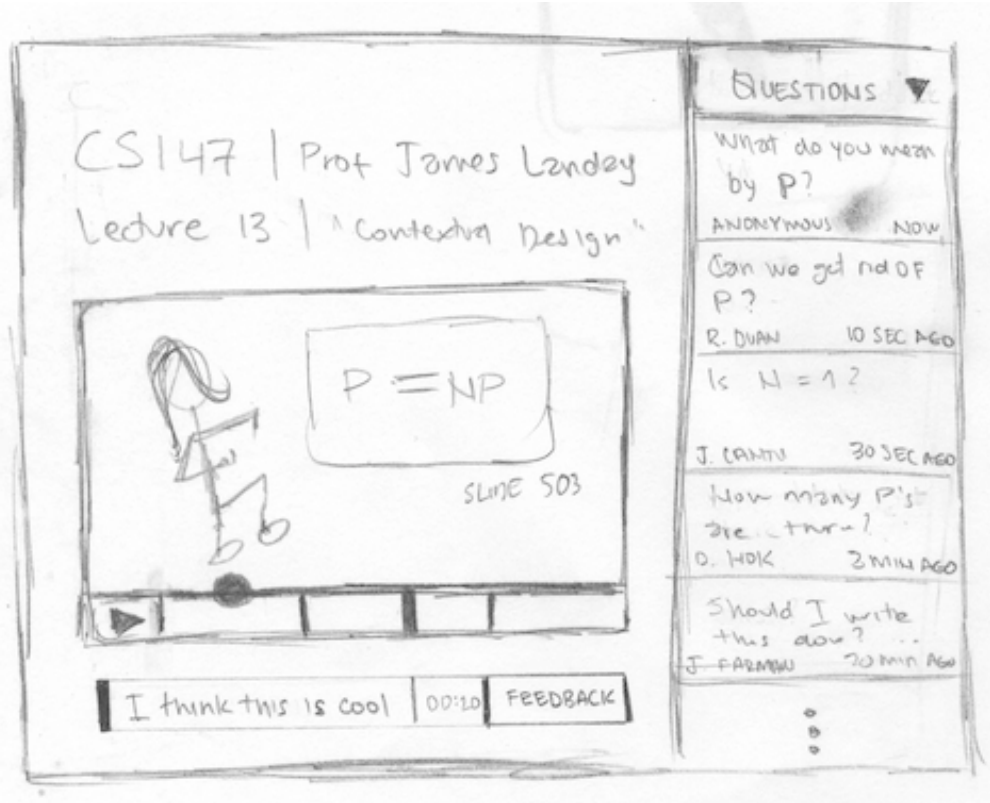 CS147 | Prof James Landay
Lecture 13 | "Contextual Design"
P = NP
SLIDE 503
I think this is cool
00:20
FEEDBACK
QUESTIONS
What do you mean
by P?
ANONYMOUS NOW
Can we get rid OF
P?
R. DUAN 10 SEC AGO
Is N = 1?
J. CANTU 30 SEC AGO
How many P's
are there?
D. HOK 2 MIN AGO
Should I write
this down? ...
J. FARMAN 20 min AGO